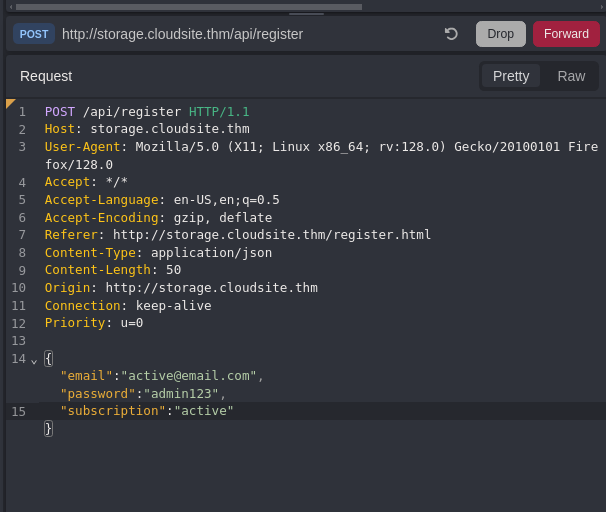 POST http://storage.cloudsite.thm/api/register Drop Forward
Request Pretty Raw
1 POST /api/register HTTP/1.1
2 Host: storage.cloudsite.thm
3 User-Agent: Mozilla/5.0 (X11; Linux x86_64; rv:128.0) Gecko/20100101 Fire
fox/128.0
4 Accept: */*
5 Accept-Language: en-US,en;q=0.5
6 Accept-Encoding: gzip, deflate
7 Referer: http://storage.cloudsite.thm/register.html
8 Content-Type: application/json
9 Content-Length: 50
10 Origin: http://storage.cloudsite.thm
11 Connection: keep-alive
12 Priority: u=0
13
14 {
"email":"active@email.com",
"password":"admin123",
15 "subscription":"active"
}